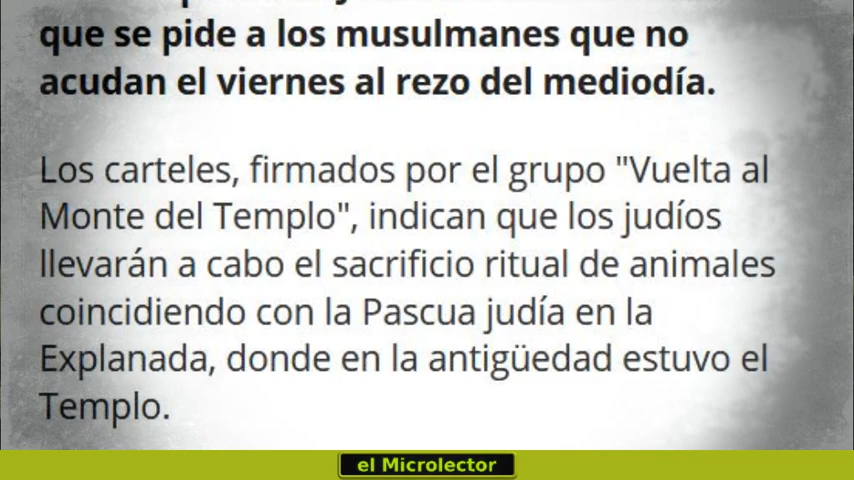 que se pide a los musulmanes que no
acudan el viernes al rezo del mediodía.
Los carteles, firmados por el grupo "Vuelta al
Monte del Templo", indican que los judíos
llevarán a cabo el sacrificio ritual de animales
coincidiendo con la Pascua judía en la
Explanada, donde en la antigüedad estuvo el
Templo.
el Microlector